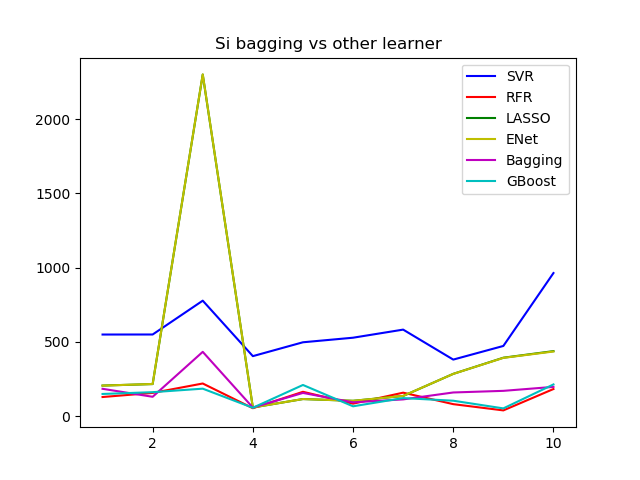 Si bagging vs other learner
SVR
RFR
LASSO
ENet
Bagging
GBoost
2000
1500
1000
500
0
2 4 6 8 10